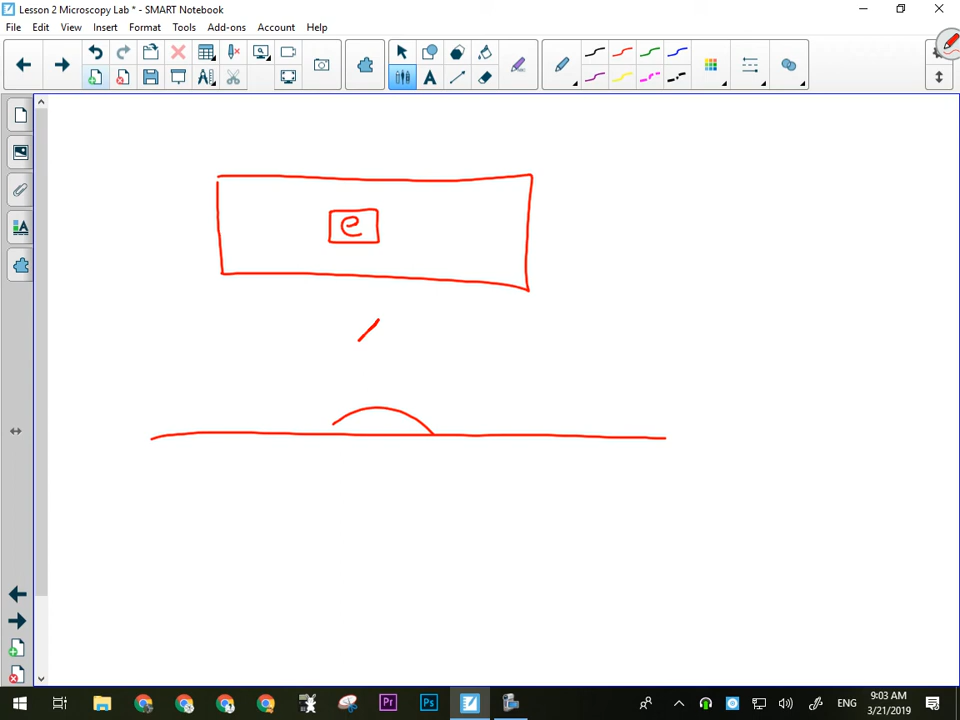 Lesson 2 Microscopy Lab * - SMART Notebook
File Edit View Insert Format Tools Add-ons Account Help
e
Pr Ps ENG 9:03 AM
3/21/2019